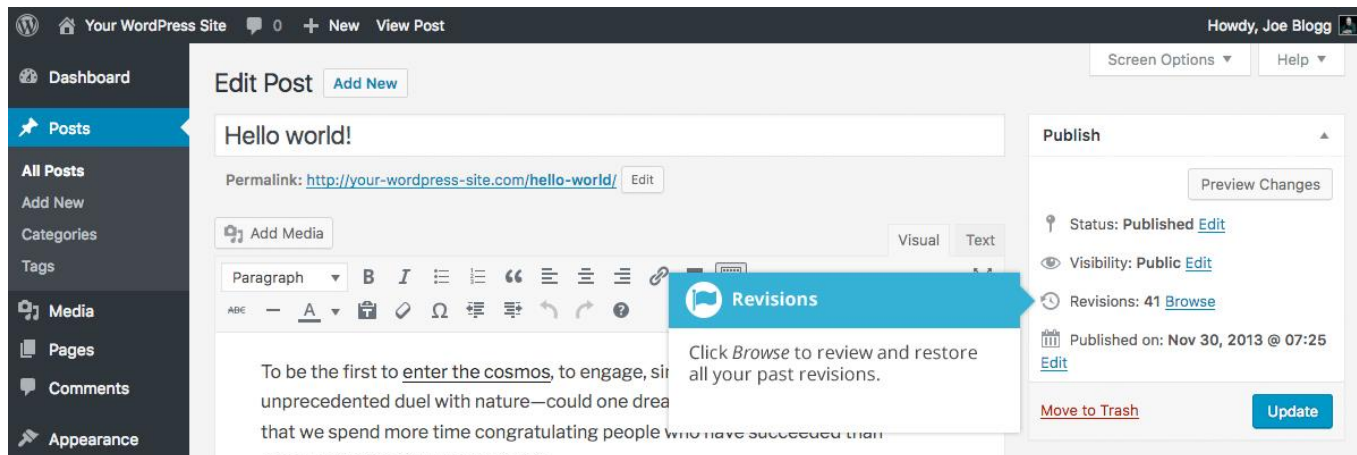 Your WordPress Site 0 + New View Post Howdy, Joe Blogg
Screen Options Help
Dashboard
Posts
All Posts
Add New
Categories
Tags
Media
Pages
Comments
Appearance
Edit Post Add New
Hello world!
Permalink: http://your-wordpress-site.com/hello-world/ Edit
Add Media
Visual Text
Paragraph B I
ABC A Ω
To be the first to enter the cosmos, to engage,
unprecedented duel with nature—could one
that we spend more time congratulating people who have succeeded than
Revisions
Click Browse to review and restore
all your past revisions.
Publish
Preview Changes
Status: Published Edit
Visibility: Public Edit
Revisions: 41 Browse
Published on: Nov 30, 2013 @ 07:25
Edit
Move to Trash Update